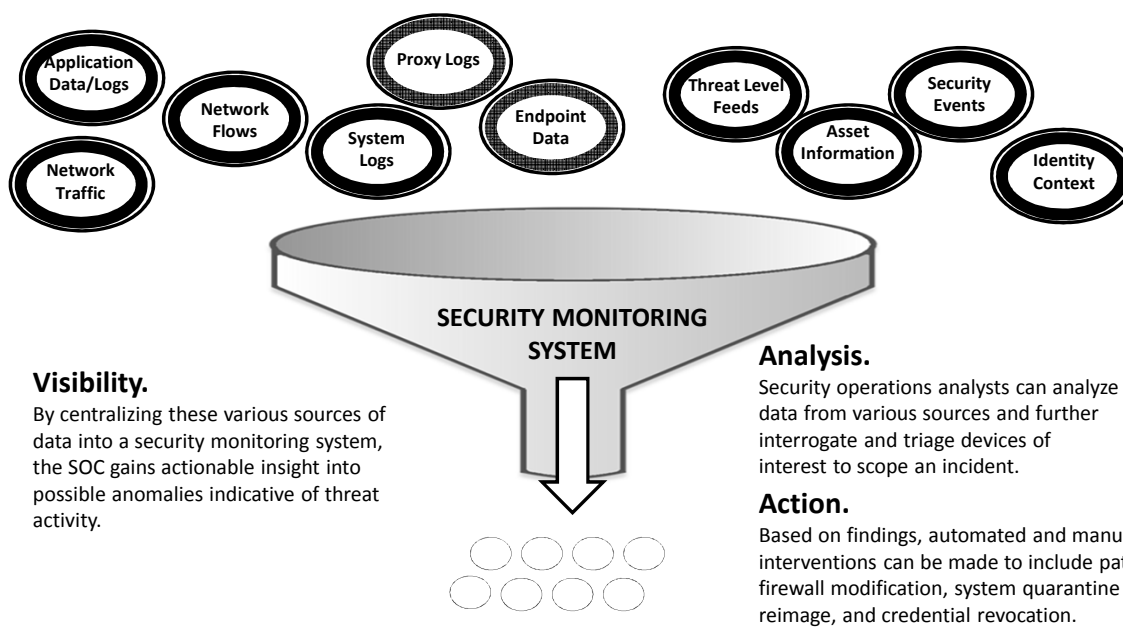 Application
Data/Logs
Network
Flows
Network
Traffic
System
Logs
Proxy Logs
Endpoint
Data
Threat Level
Feeds
Asset
Information
Security
Events
Identity
Context
SECURITY MONITORING
SYSTEM
Visibility.
By centralizing these various sources of
data into a security monitoring system,
the SOC gains actionable insight into
possible anomalies indicative of threat
activity.
Analysis.
Security operations analysts can analyze
data from various sources and further
interrogate and triage devices of
interest to scope an incident.
Action.
Based on findings, automated and
interventions can be made to include
firewall modification, system quarantine
reimage, and credential revocation.